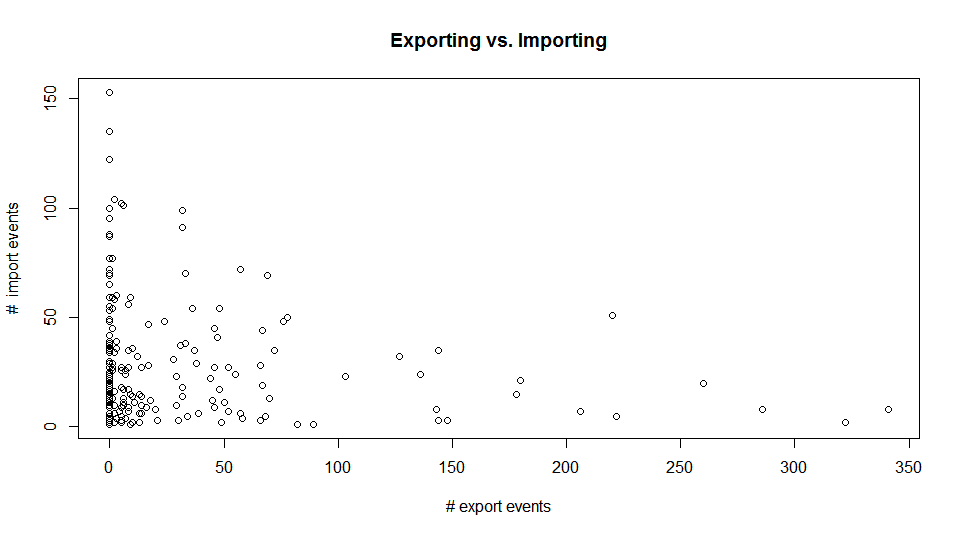 Exporting vs. Importing
150
100
50
0
# import events
0 50 100 150 200 250 300 350
# export events